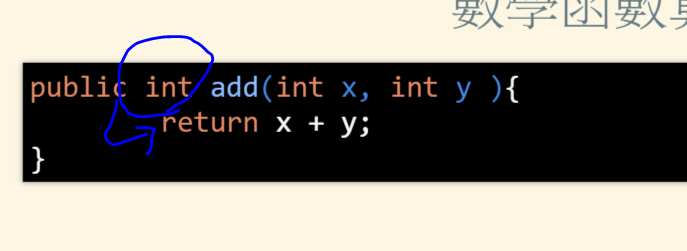 數學函數
public int add(int x, int y ){
return x + y;
}